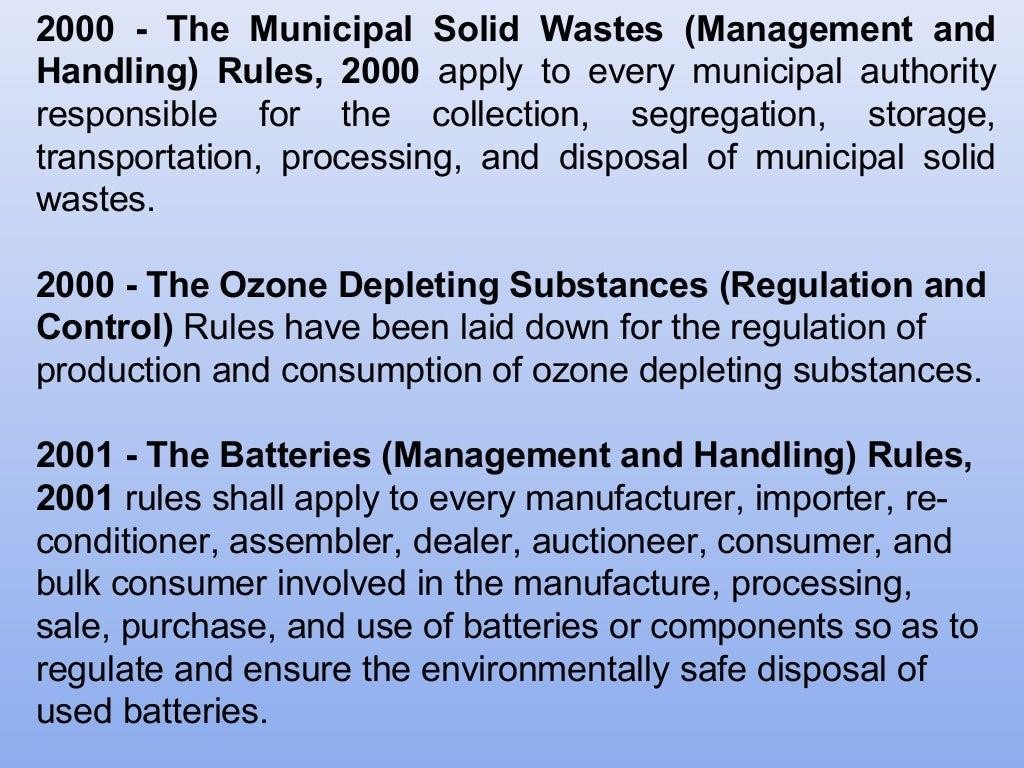 2000 - The Municipal Solid Wastes (Management and
Handling) Rules, 2000 apply to every municipal authority
responsible for the collection, segregation, storage,
transportation, processing, and disposal of municipal solid
wastes.
2000 - The Ozone Depleting Substances (Regulation and
Control) Rules have been laid down for the regulation of
production and consumption of ozone depleting substances.
2001 - The Batteries (Management and Handling) Rules,
2001 rules shall apply to every manufacturer, importer, re-
conditioner, assembler, dealer, auctioneer, consumer, and
bulk consumer involved in the manufacture, processing,
sale, purchase, and use of batteries or components so as to
regulate and ensure the environmentally safe disposal of
used batteries.